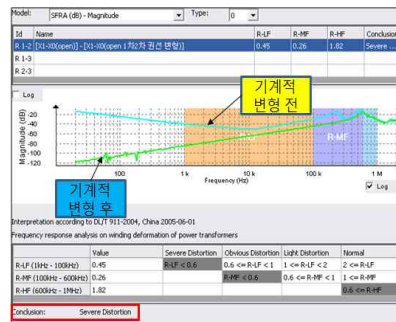 Model: SFRA (dB) - Magnitude Type: 0
Id Name R-LF R-MF R-HF Conclusion
R 1-2 [X1-X0(open)] - [X1-X0(open 1차2차 권선 변형)] 0.45 0.26 1.82 Severe ...
R 1-3
R 2-3
Log
기계적
변형 전
Magnitude (dB)
-20
-40
-60
-80
-100
-120
R-MF
기계적
변형 후
100 1 k 10 k 100 k 1 M
Frequency (Hz)
Log
Interpretation according to DL/T 911-2004, China 2005-06-01
Frequency response analysis on winding deformation of power transformers
Value Severe Distortion Obvious Distortion Light Distortion Normal
R-LF (1kHz - 100kHz) 0.45 R-LF < 0.6 0.6 <= R-LF < 1 1 <= R-LF < 2 2 <= R-LF
R-MF (100kHz - 600kHz) 0.26 R-MF < 0.6 0.6 <= R-MF < 1 1 <= R-MF
R-HF (600kHz - 1MHz) 1.82 0.6 <= R-HF
Conclusion: Severe Distortion